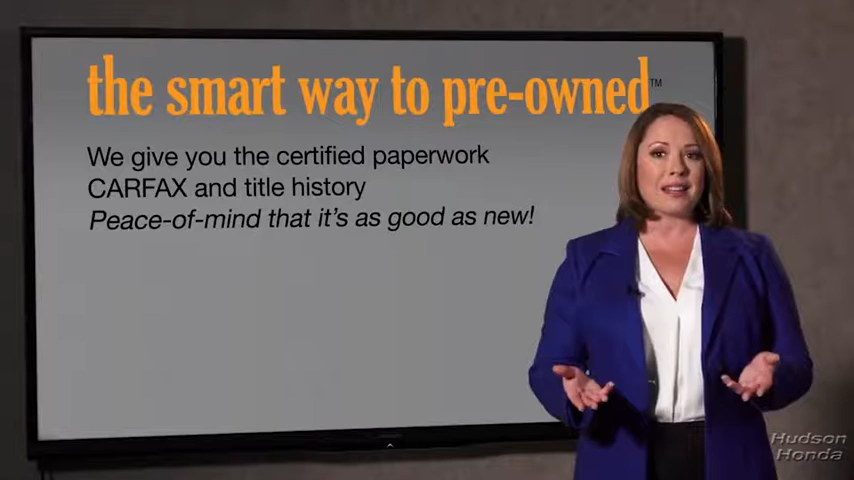 the smart way to pre-owned™
We give you the certified paperwork
CARFAX and title history
Peace-of-mind that it's as good as new!
Hudson
Honda